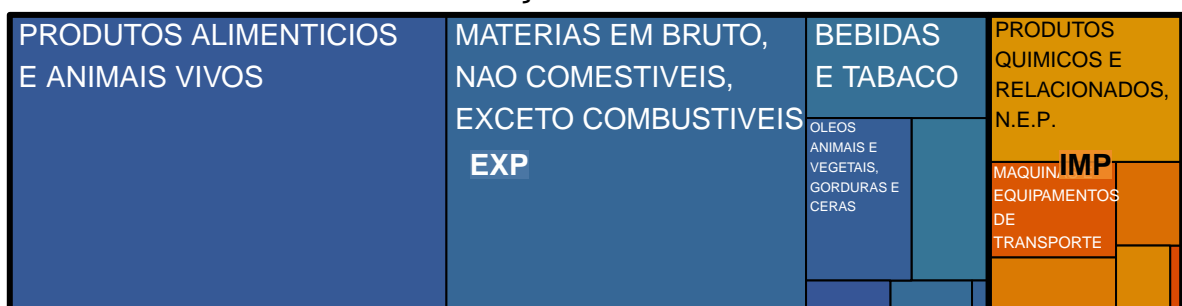 PRODUTOS ALIMENTICIOS
E ANIMAIS VIVOS
MATERIAS EM BRUTO,
NAO COMESTIVEIS,
EXCETO COMBUSTIVEIS
EXP
BEBIDAS
E TABACO
OLEOS
ANIMAIS E
VEGETAIS,
GORDURAS E
CERAS
PRODUTOS
QUIMICOS E
RELACIONADOS,
N.E.P.
IMP
EQUIPAMENTOS
DE
TRANSPORTE